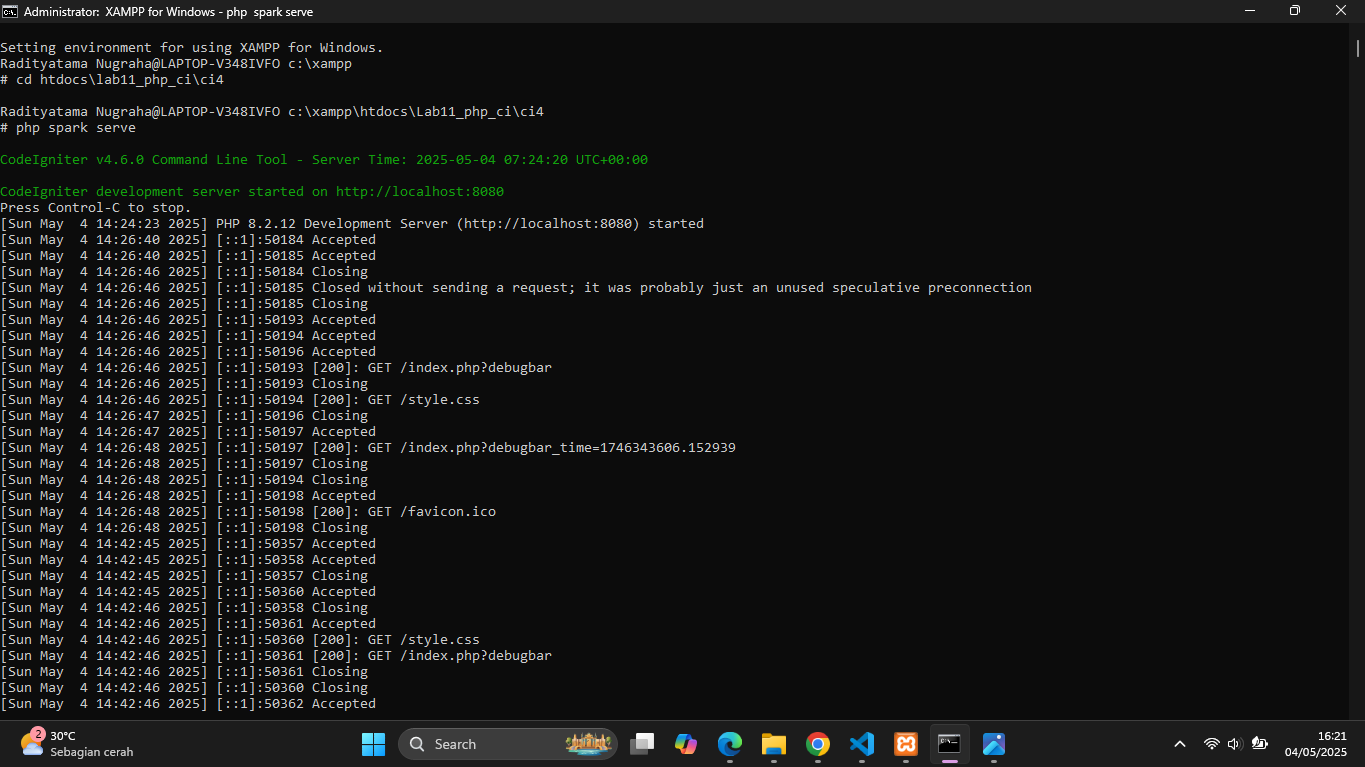 Administrator: XAMPP for Windows - php  spark serve
Setting environment for using XAMPP for Windows.
Radityatama Nugraha@LAPTOP-V348IVFO c:\xampp
# cd htdocs\lab11_php_ci\ci4
Radityatama Nugraha@LAPTOP-V348IVFO c:\xampp\htdocs\Lab11_php_ci\ci4
# php spark serve
CodeIgniter v4.6.0 Command Line Tool - Server Time: 2025-05-04 07:24:20 UTC+00:00
CodeIgniter development server started on http://localhost:8080
Press Control-C to stop.
[Sun May  4 14:24:23 2025] PHP 8.2.12 Development Server (http://localhost:8080) started
[Sun May  4 14:26:40 2025] [::1]:50184 Accepted
[Sun May  4 14:26:40 2025] [::1]:50185 Accepted
[Sun May  4 14:26:46 2025] [::1]:50184 Closing
[Sun May  4 14:26:46 2025] [::1]:50185 Closed without sending a request; it was probably just an unused speculative preconnection
[Sun May  4 14:26:46 2025] [::1]:50185 Closing
[Sun May  4 14:26:46 2025] [::1]:50193 Accepted
[Sun May  4 14:26:46 2025] [::1]:50194 Accepted
[Sun May  4 14:26:46 2025] [::1]:50196 Accepted
[Sun May  4 14:26:46 2025] [::1]:50193 [200]: GET /index.php?debugbar
[Sun May  4 14:26:46 2025] [::1]:50193 Closing
[Sun May  4 14:26:46 2025] [::1]:50194 [200]: GET /style.css
[Sun May  4 14:26:47 2025] [::1]:50196 Closing
[Sun May  4 14:26:47 2025] [::1]:50197 Accepted
[Sun May  4 14:26:48 2025] [::1]:50197 [200]: GET /index.php?debugbar_time=1746343606.152939
[Sun May  4 14:26:48 2025] [::1]:50197 Closing
[Sun May  4 14:26:48 2025] [::1]:50194 Closing
[Sun May  4 14:26:48 2025] [::1]:50198 Accepted
[Sun May  4 14:26:48 2025] [::1]:50198 [200]: GET /favicon.ico
[Sun May  4 14:26:48 2025] [::1]:50198 Closing
[Sun May  4 14:42:45 2025] [::1]:50357 Accepted
[Sun May  4 14:42:45 2025] [::1]:50358 Accepted
[Sun May  4 14:42:45 2025] [::1]:50357 Closing
[Sun May  4 14:42:45 2025] [::1]:50360 Accepted
[Sun May  4 14:42:46 2025] [::1]:50358 Closing
[Sun May  4 14:42:46 2025] [::1]:50361 Accepted
[Sun May  4 14:42:46 2025] [::1]:50360 [200]: GET /style.css
[Sun May  4 14:42:46 2025] [::1]:50361 [200]: GET /index.php?debugbar
[Sun May  4 14:42:46 2025] [::1]:50361 Closing
[Sun May  4 14:42:46 2025] [::1]:50360 Closing
[Sun May  4 14:42:46 2025] [::1]:50362 Accepted
2
30°C
Sebagian cerah
Search
16:21
04/05/2025